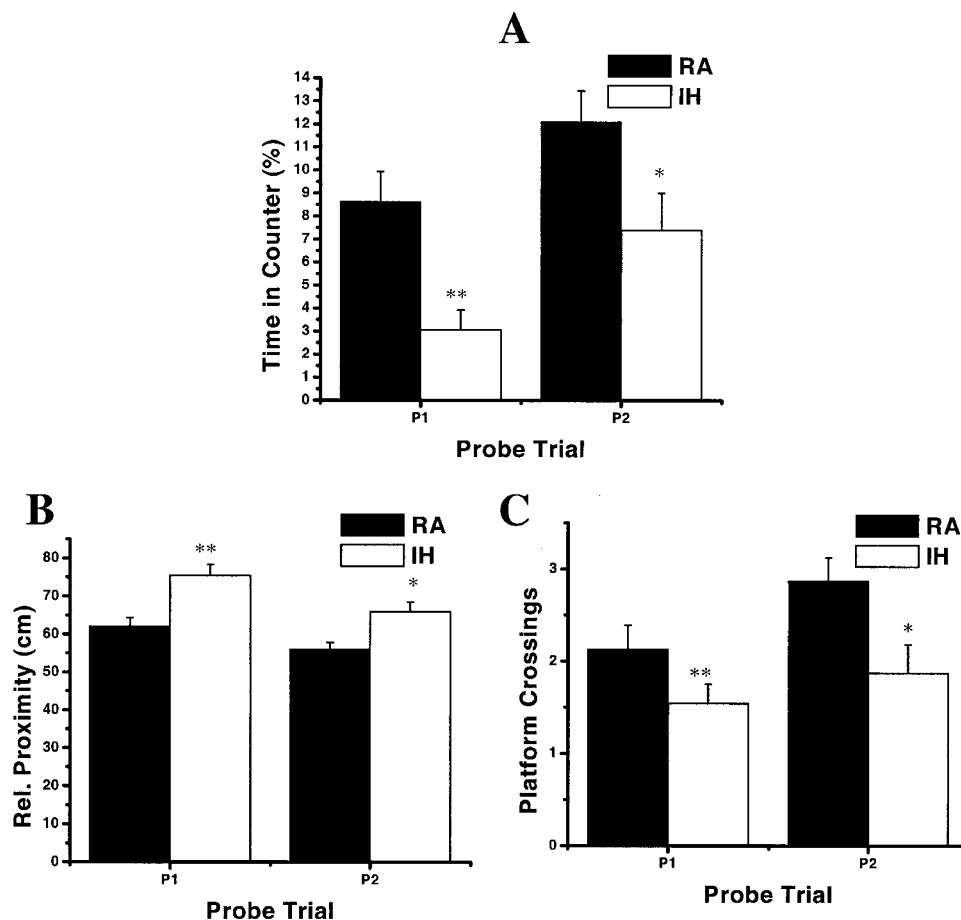 A
RA
IH
Time in Counter (%)
14
13
12
11
10
9
8
7
6
5
4
3
2
1
0
**
*
P1
P2
Probe Trial
B
RA
IH
Rel. Proximity (cm)
80
70
60
50
40
30
20
10
0
**
*
P1
P2
Probe Trial
C
RA
IH
Platform Crossings
3
2
1
0
**
*
P1
P2
Probe Trial